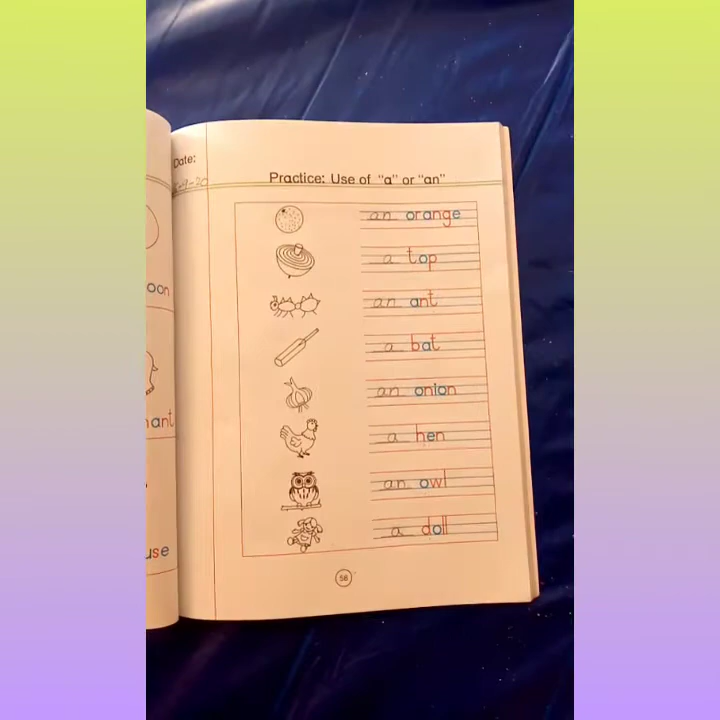 Date:
Practice: Use of "a" or "an"
an orange
a top
an ant
a bat
an onion
a hen
an owl
a doll
58
oon
ant
use